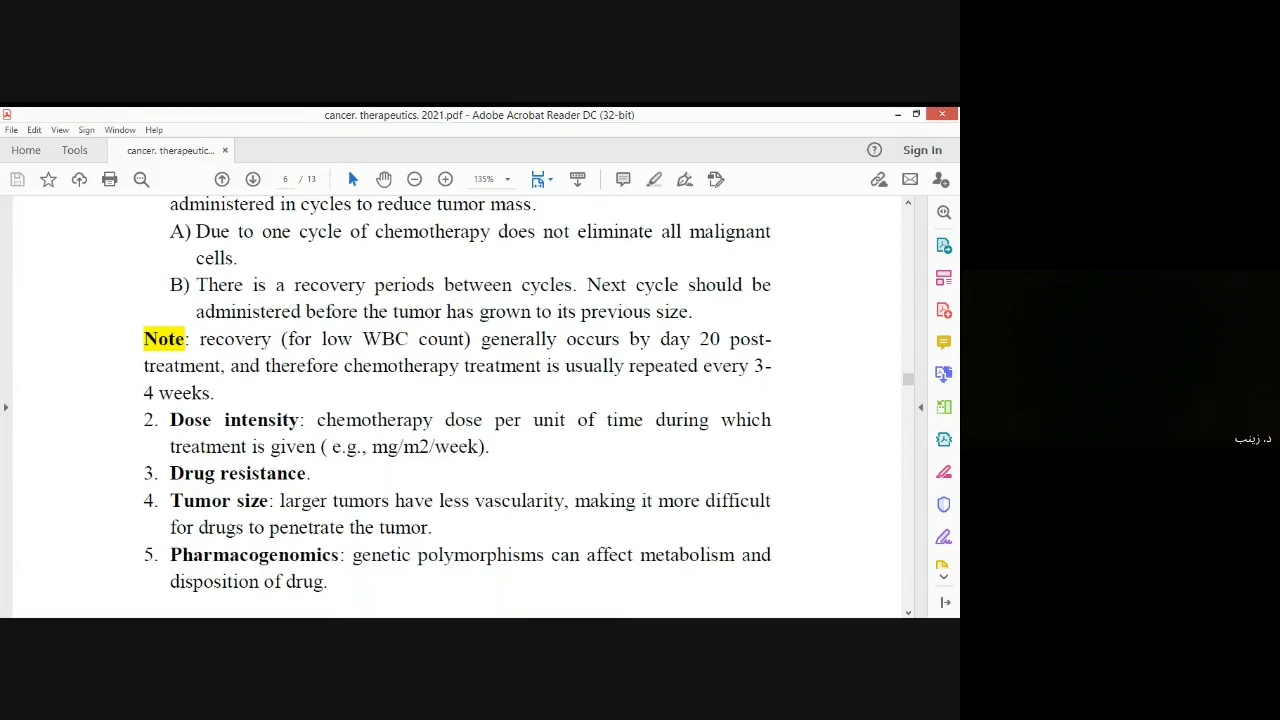 cancer. therapeutics. 2021.pdf - Adobe Acrobat Reader DC (32-bit)
File Edit View Sign Window Help
Home Tools cancer. therapeutic... × Sign In
6 / 13 135%
administered in cycles to reduce tumor mass.
A) Due to one cycle of chemotherapy does not eliminate all malignant
cells.
B) There is a recovery periods between cycles. Next cycle should be
administered before the tumor has grown to its previous size.
Note: recovery (for low WBC count) generally occurs by day 20 post-
treatment, and therefore chemotherapy treatment is usually repeated every 3-
4 weeks.
2. Dose intensity: chemotherapy dose per unit of time during which
treatment is given ( e.g., mg/m2/week).
3. Drug resistance.
4. Tumor size: larger tumors have less vascularity, making it more difficult
for drugs to penetrate the tumor.
5. Pharmacogenomics: genetic polymorphisms can affect metabolism and
disposition of drug.
د. زينب